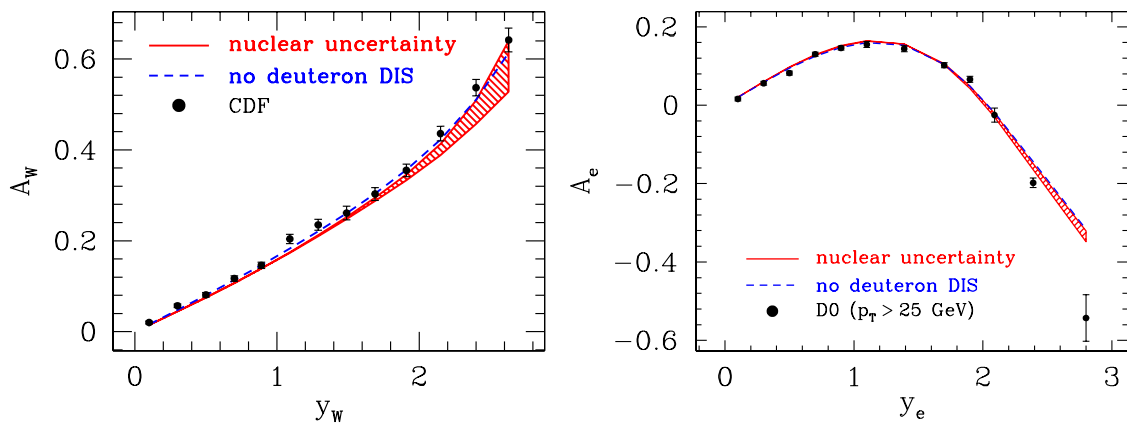 A_W
0.6
0.4
0.2
0
nuclear uncertainty
no deuteron DIS
CDF
0 1 2
y_W
A_e
0.2
0
−0.2
−0.4
−0.6
nuclear uncertainty
no deuteron DIS
D0 (p_T > 25 GeV)
0 1 2 3
y_e